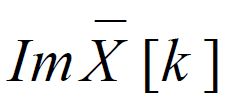 Im X̅ [k ]